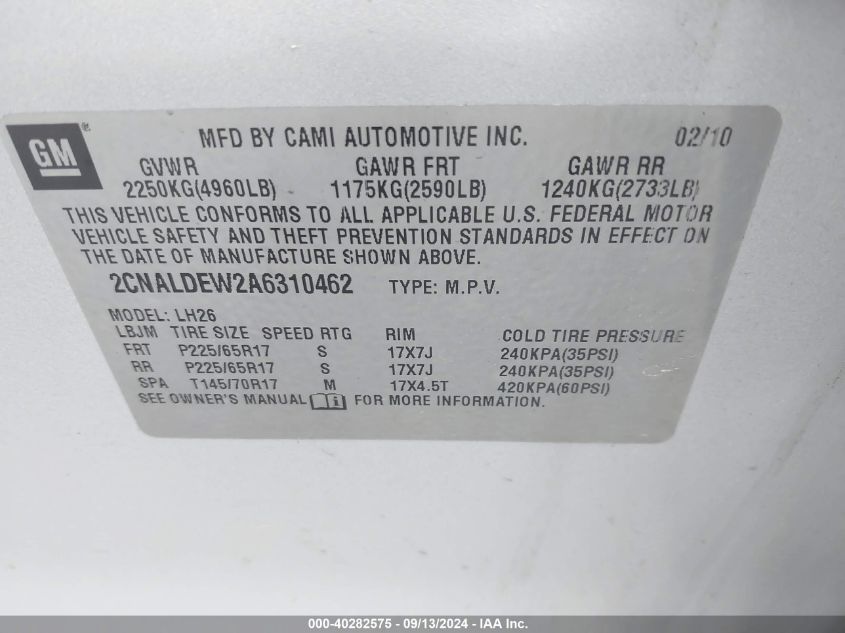 GM®
MFD BY CAMI AUTOMOTIVE INC. 02/10
GVWR GAWR FRT GAWR RR
2250KG(4960LB) 1175KG(2590LB) 1240KG(2733LB)
THIS VEHICLE CONFORMS TO ALL APPLICABLE U.S. FEDERAL MOTOR
VEHICLE SAFETY AND THEFT PREVENTION STANDARDS IN EFFECT ON
THE DATE OF MANUFACTURE SHOWN ABOVE.
2CNALDEW2A6310462 TYPE: M.P.V.
MODEL: LH26
LBJM TIRE SIZE SPEED RTG RIM COLD TIRE PRESSURE
FRT P225/65R17 S 17X7J 240KPA(35PSI)
RR P225/65R17 S 17X7J 240KPA(35PSI)
SPA T145/70R17 M 17X4.5T 420KPA(60PSI)
SEE OWNER'S MANUAL i FOR MORE INFORMATION.
000-40282575 - 09/13/2024 - IAA Inc.